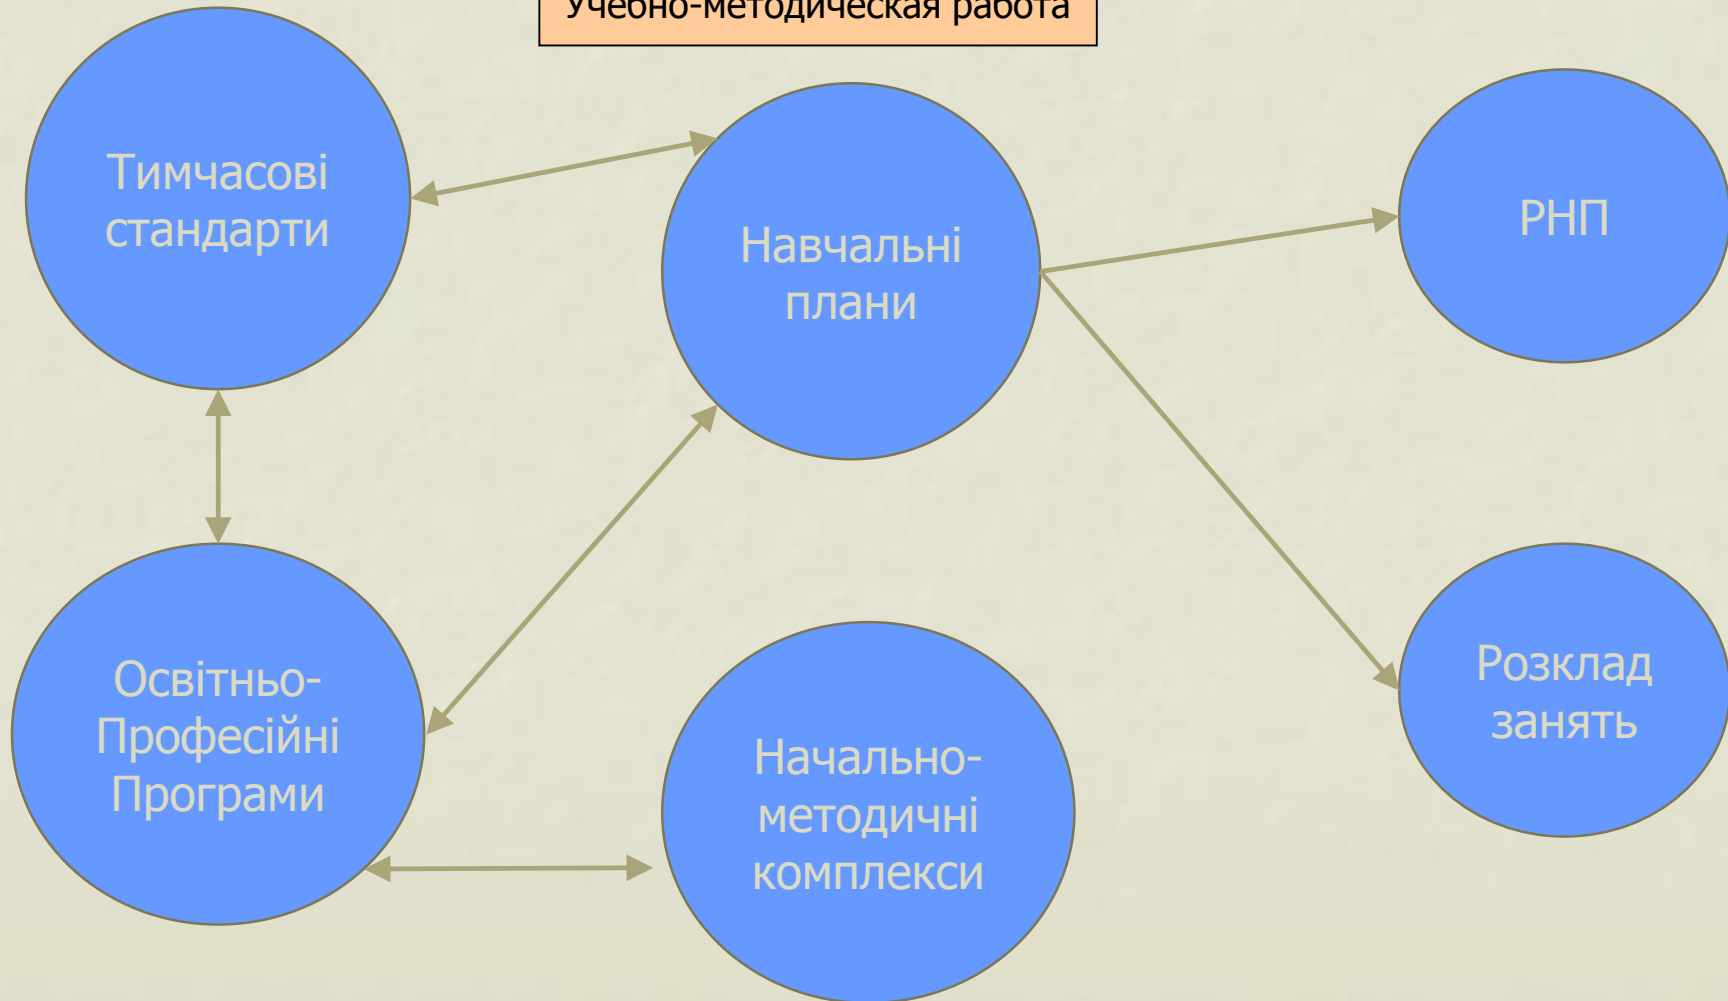 Учебно-методическая работа
Тимчасові
стандарти
Навчальні
плани
РНП
Освітньо-
Професійні
Програми
Начально-
методичні
комплекси
Розклад
занять